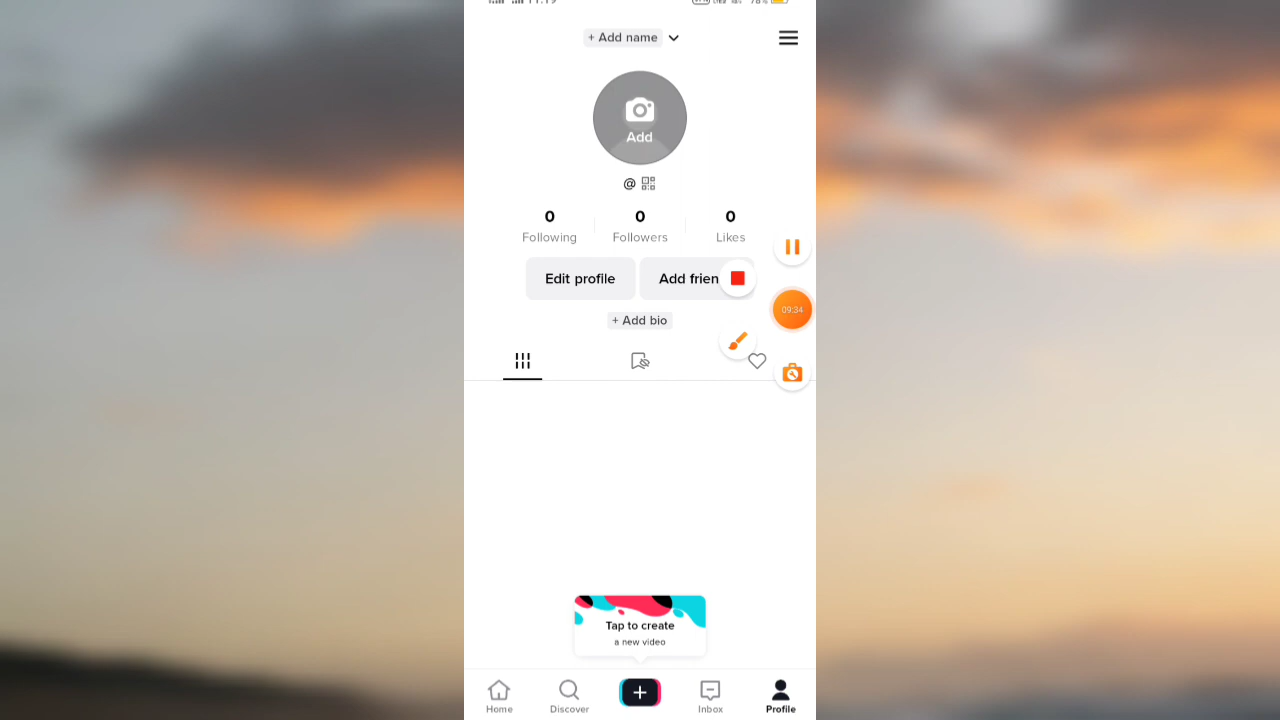 + Add name
Add
@
0
0
0
Following
Followers
Likes
Edit profile
Add frien
09:34
+ Add bio
Tap to create
a new video
Home
Discover
Inbox
Profile